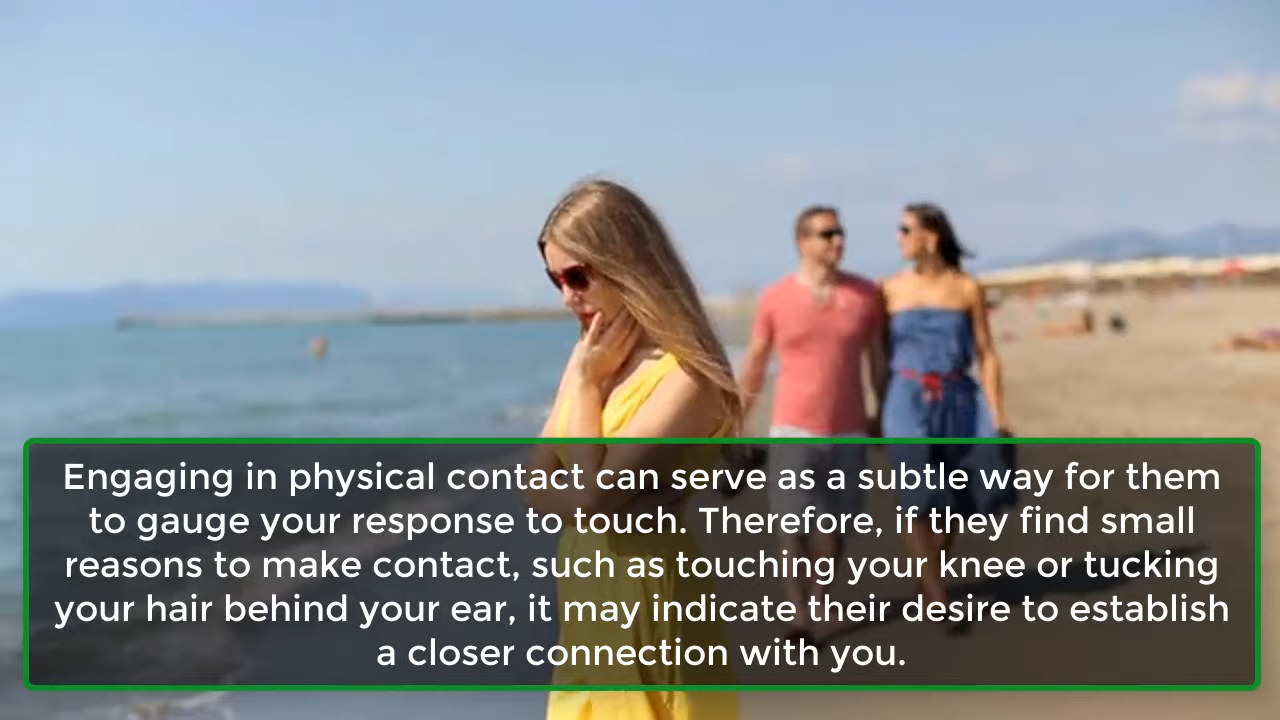 Engaging in physical contact can serve as a subtle way for them
to gauge your response to touch. Therefore, if they find small
reasons to make contact, such as touching your knee or tucking
your hair behind your ear, it may indicate their desire to establish
a closer connection with you.